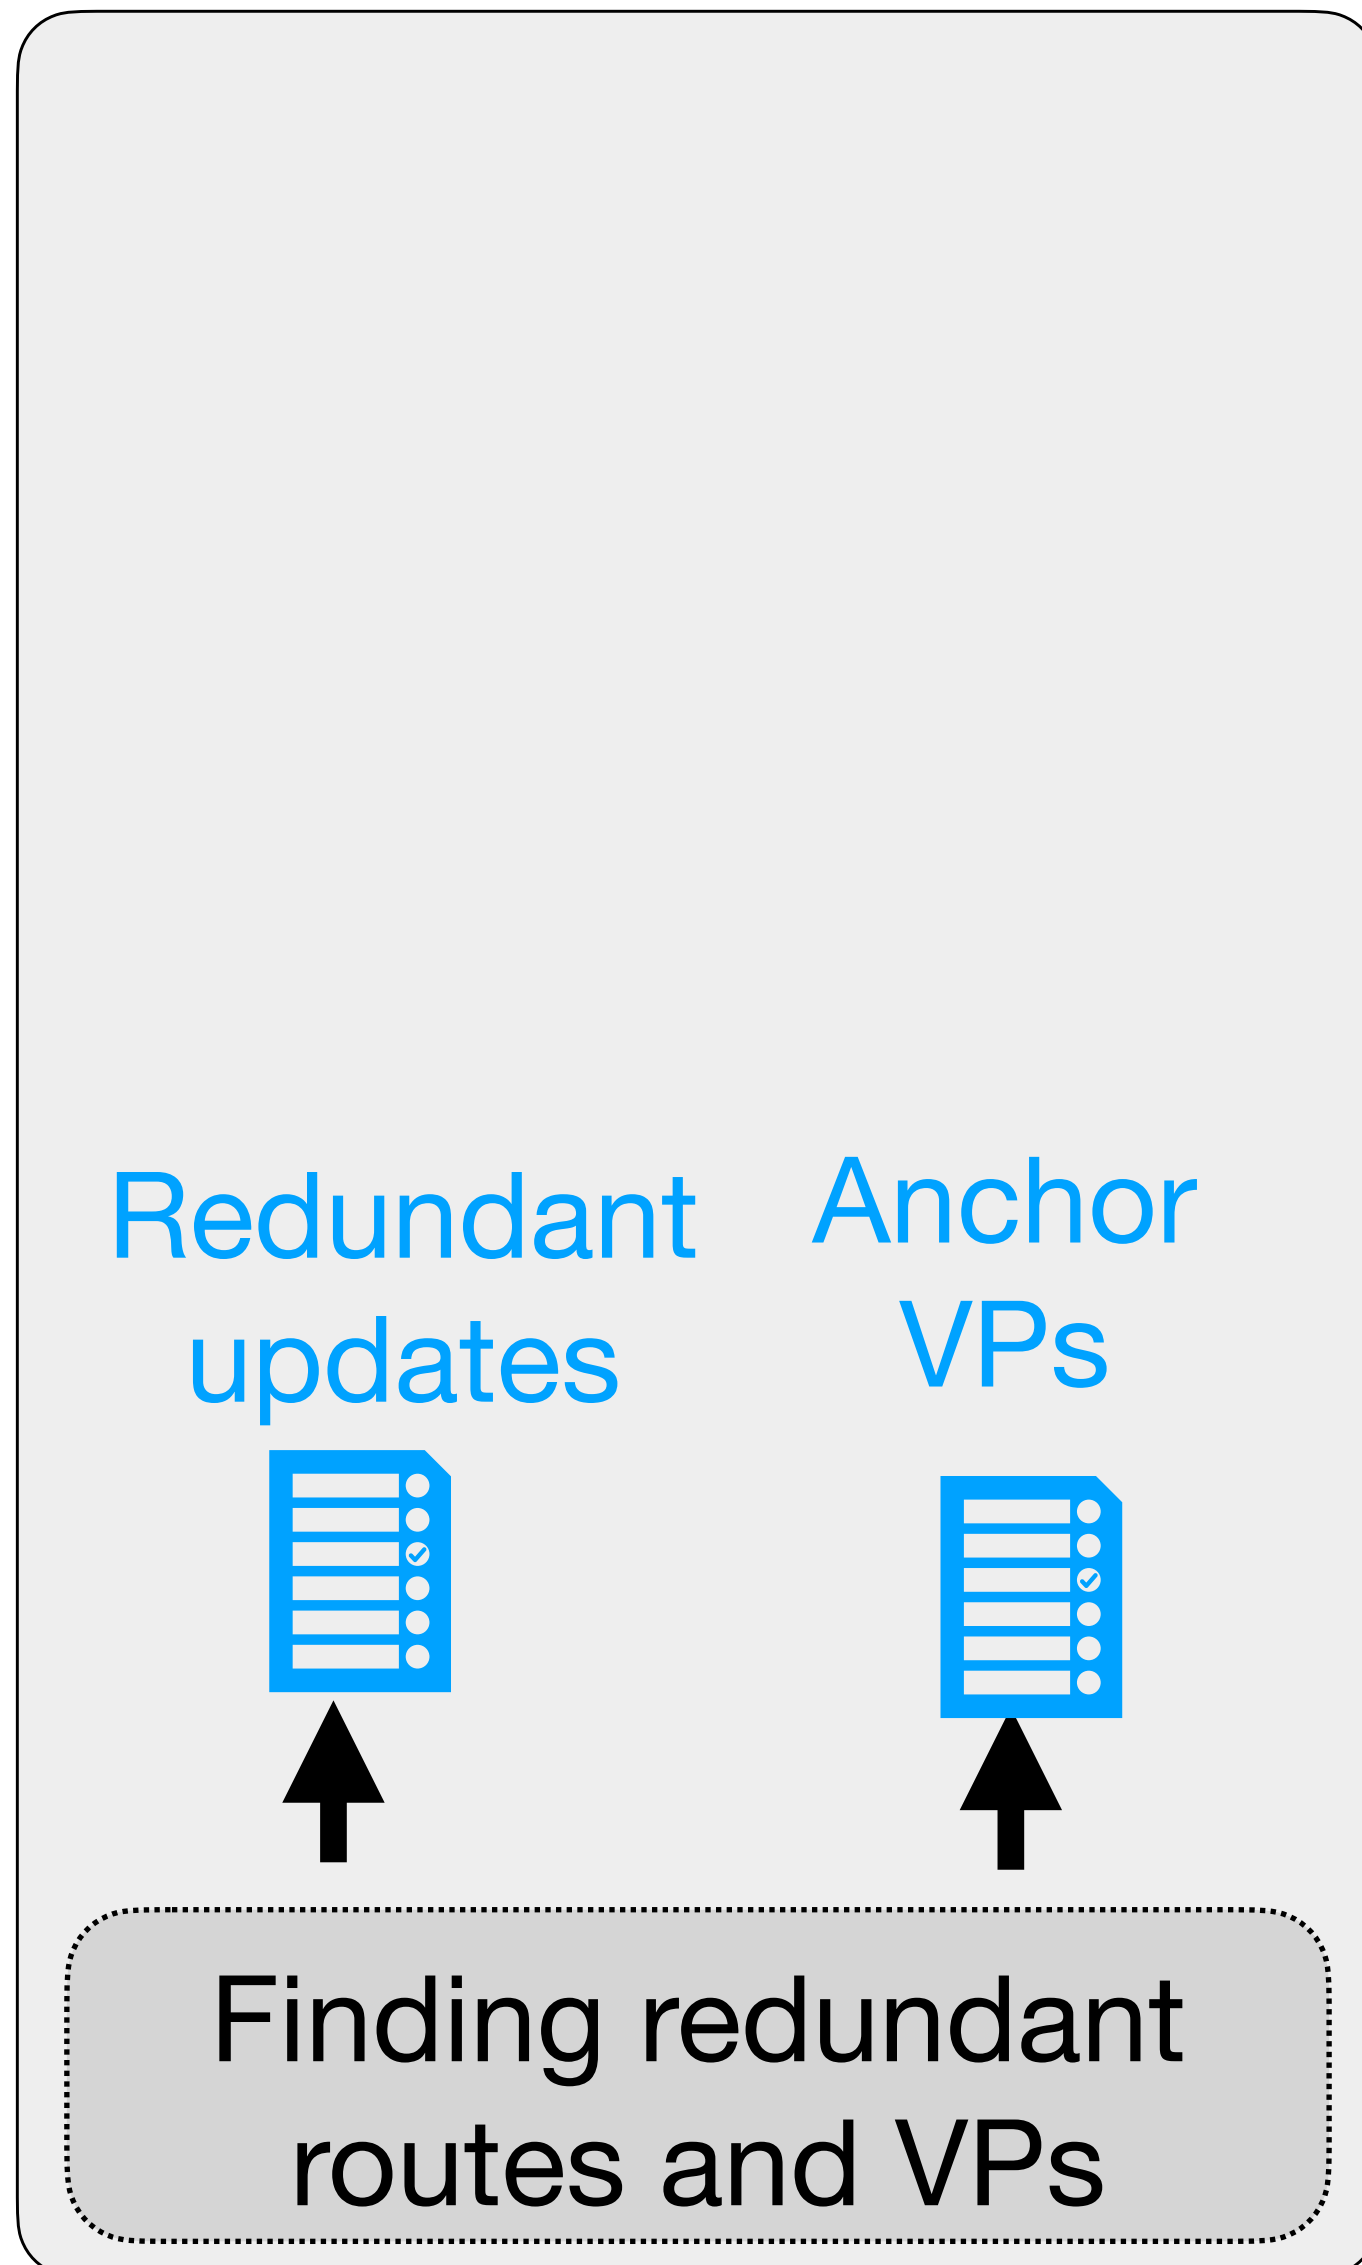 Redundant
updates
Anchor
VPs
Finding redundant
routes and VPs